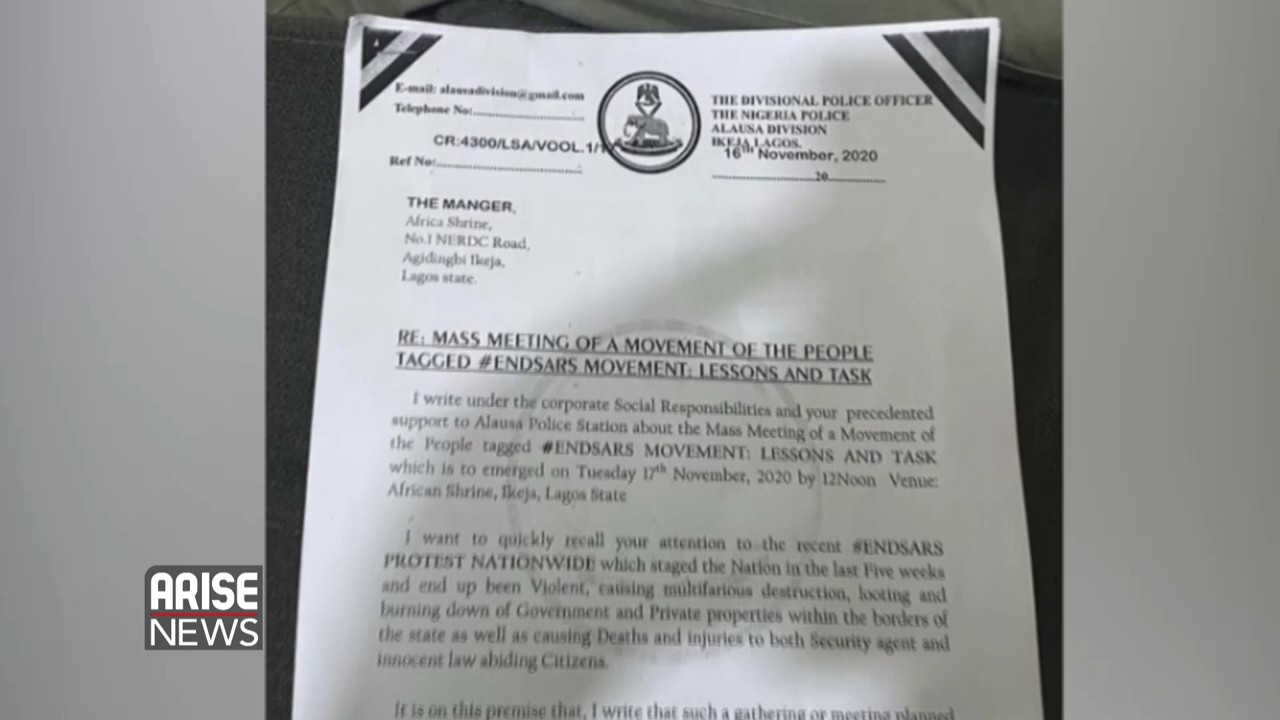 E-mail: alausadivision@gmail.com
Telephone No:
CR:4300/LSA/VOOL.1/
Ref No:
THE DIVISIONAL POLICE OFFICER
THE NIGERIA POLICE
ALAUSA DIVISION
IKEJA LAGOS.
16th November, 2020
20
THE MANGER,
Africa Shrine,
No.1 NERDC Road,
Agidingbi Ikeja,
Lagos state.
RE: MASS MEETING OF A MOVEMENT OF THE PEOPLE
TAGGED #ENDSARS MOVEMENT: LESSONS AND TASK
I write under the corporate Social Responsibilities and your precedented
support to Alausa Police Station about the Mass Meeting of a Movement of
the People tagged #ENDSARS MOVEMENT: LESSONS AND TASK
which is to emerged on Tuesday 17th November, 2020 by 12Noon Venue:
African Shrine, Ikeja, Lagos State
I want to quickly recall your attention to the recent #ENDSARS
PROTEST NATIONWIDE which staged the Nation in the last Five weeks
and end up been Violent, causing multifarious destruction, looting and
burning down of Government and Private properties within the borders of
the state as well as causing Deaths and injuries to both Security agent and
innocent law abiding Citizens.
It is on this premise that, I write that such a gathering or meeting planned
ARISE
NEWS